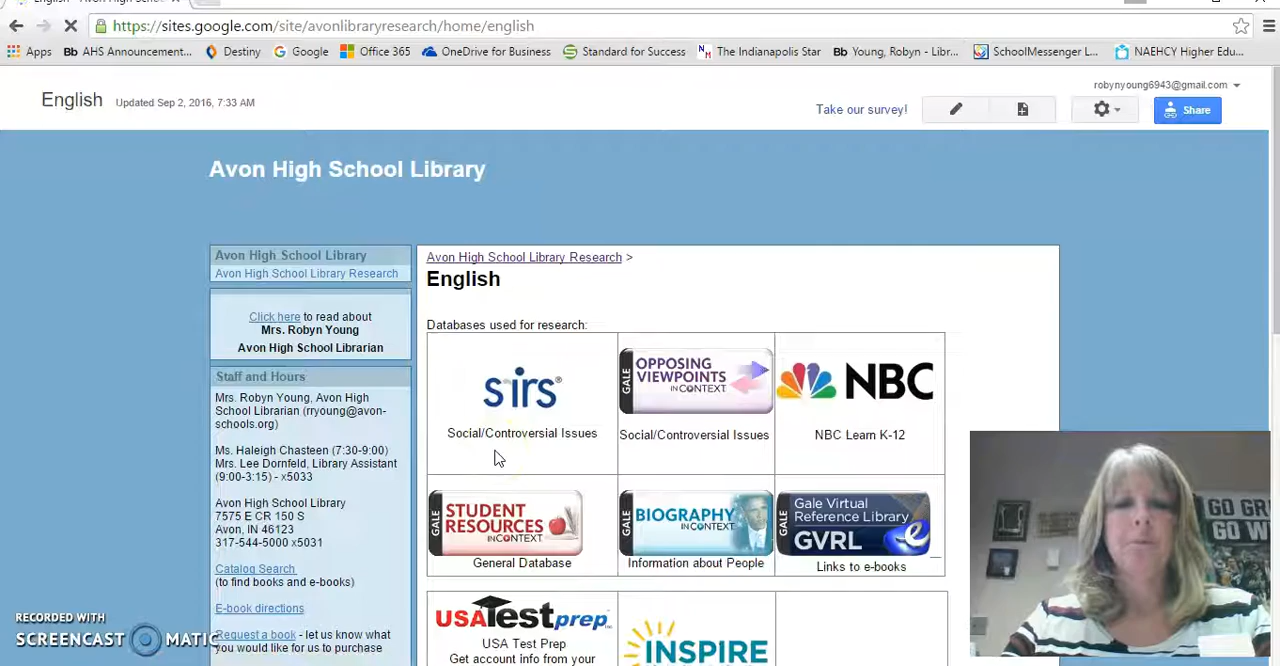 English - Avon High Scho
https://sites.google.com/site/avonlibraryresearch/home/english
Apps
Bb AHS Announcement...
Destiny
G Google
Office 365
OneDrive for Business
Standard for Success
The Indianapolis Star
Bb Young, Robyn - Libr...
SchoolMessenger L...
NAEHCY Higher Edu...
robynyoung6943@gmail.com
English Updated Sep 2, 2016, 7:33 AM
Take our survey!
Share
Avon High School Library
Avon High School Library
Avon High School Library Research
Click here to read about
Mrs. Robyn Young
Avon High School Librarian
Staff and Hours
Mrs. Robyn Young, Avon High
School Librarian (rryoung@avon-
schools.org)
Ms. Haleigh Chasteen (7:30-9:00)
Mrs. Lee Dornfeld, Library Assistant
(9:00-3:15) - x5033
Avon High School Library
7575 E CR 150 S
Avon, IN 46123
317-544-5000 x5031
Catalog Search
(to find books and e-books)
E-book directions
Request a book - let us know what
you would like for us to purchase
Avon High School Library Research >
English
Databases used for research:
sirs®
Social/Controversial Issues
GALE
OPPOSING
VIEWPOINTS
IN CONTEXT
Social/Controversial Issues
NBC
NBC Learn K-12
GALE
STUDENT
RESOURCES
IN CONTEXT
General Database
GALE
BIOGRAPHY
IN CONTEXT
Information about People
GALE
Gale Virtual
Reference Library
GVRL e
Links to e-books
USATestprep
USA Test Prep
Get account info from your
INSPIRE
GO GR
GO W
RECORDED WITH
SCREENCAST MATIC